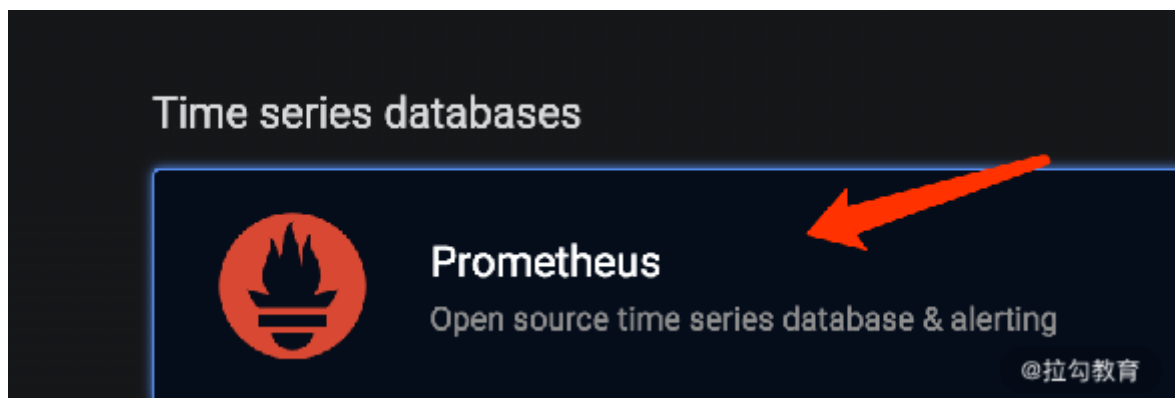 Time series databases
Prometheus
Open source time series database & alerting
@拉勾教育